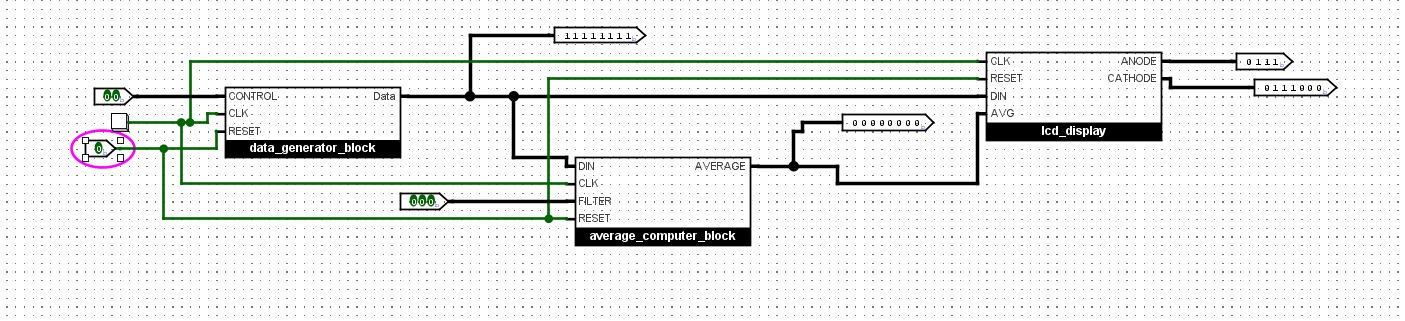 11111111
CLK
ANODE
0111
RESET
CATHODE
0111000
00
CONTROL
Data
DIN
CLK
AVG
RESET
00000000
lcd_display
0
data_generator_block
DIN
AVERAGE
CLK
000
FILTER
RESET
average_computer_block